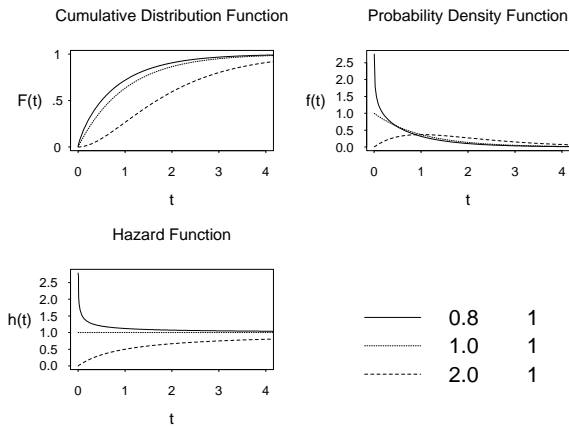 Cumulative Distribution Function
F(t)
1
.5
0
0 1 2 3 4
t
Probability Density Function
f(t)
2.5
2.0
1.5
1.0
0.5
0.0
0 1 2 3 4
t
Hazard Function
h(t)
2.5
2.0
1.5
1.0
0.5
0.0
0 1 2 3 4
t
0.8 1
1.0 1
2.0 1